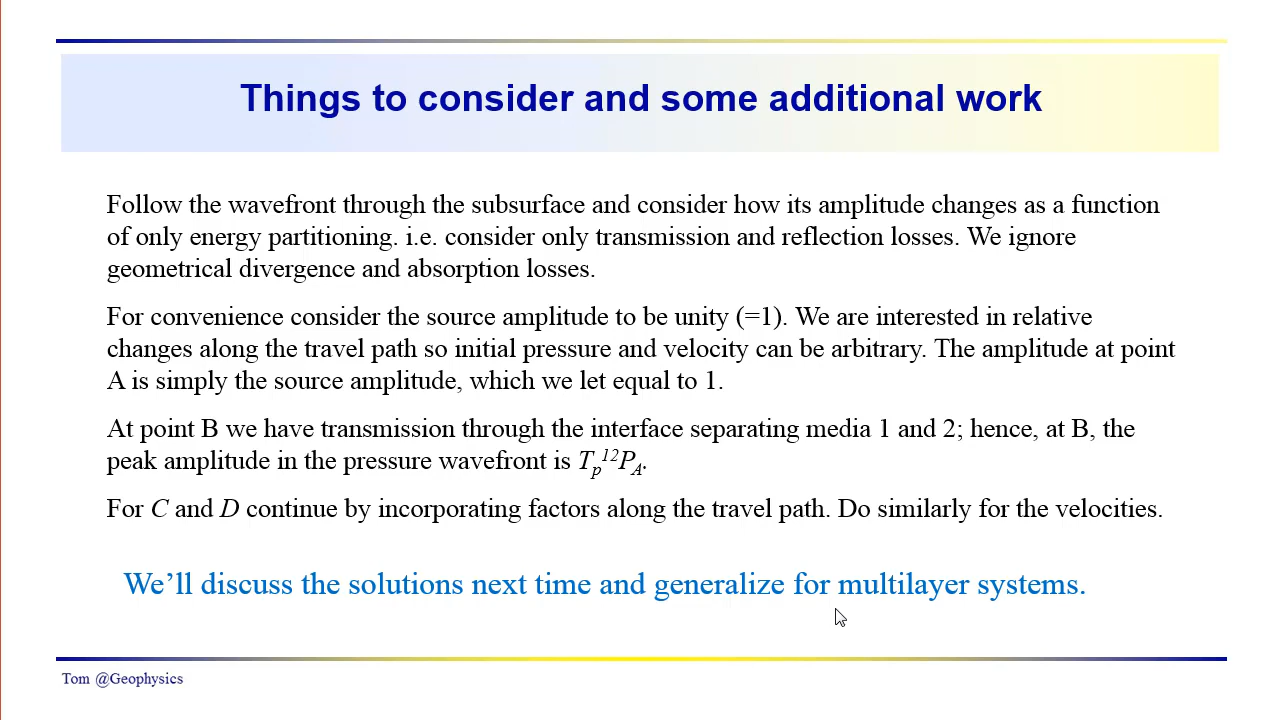 Things to consider and some additional work
Follow the wavefront through the subsurface and consider how its amplitude changes as a function
of only energy partitioning. i.e. consider only transmission and reflection losses. We ignore
geometrical divergence and absorption losses.
For convenience consider the source amplitude to be unity (=1). We are interested in relative
changes along the travel path so initial pressure and velocity can be arbitrary. The amplitude at point
A is simply the source amplitude, which we let equal to 1.
At point B we have transmission through the interface separating media 1 and 2; hence, at B, the
peak amplitude in the pressure wavefront is Tₚ¹²P_A.
For C and D continue by incorporating factors along the travel path. Do similarly for the velocities.
We’ll discuss the solutions next time and generalize for multilayer systems.
Tom @Geophysics